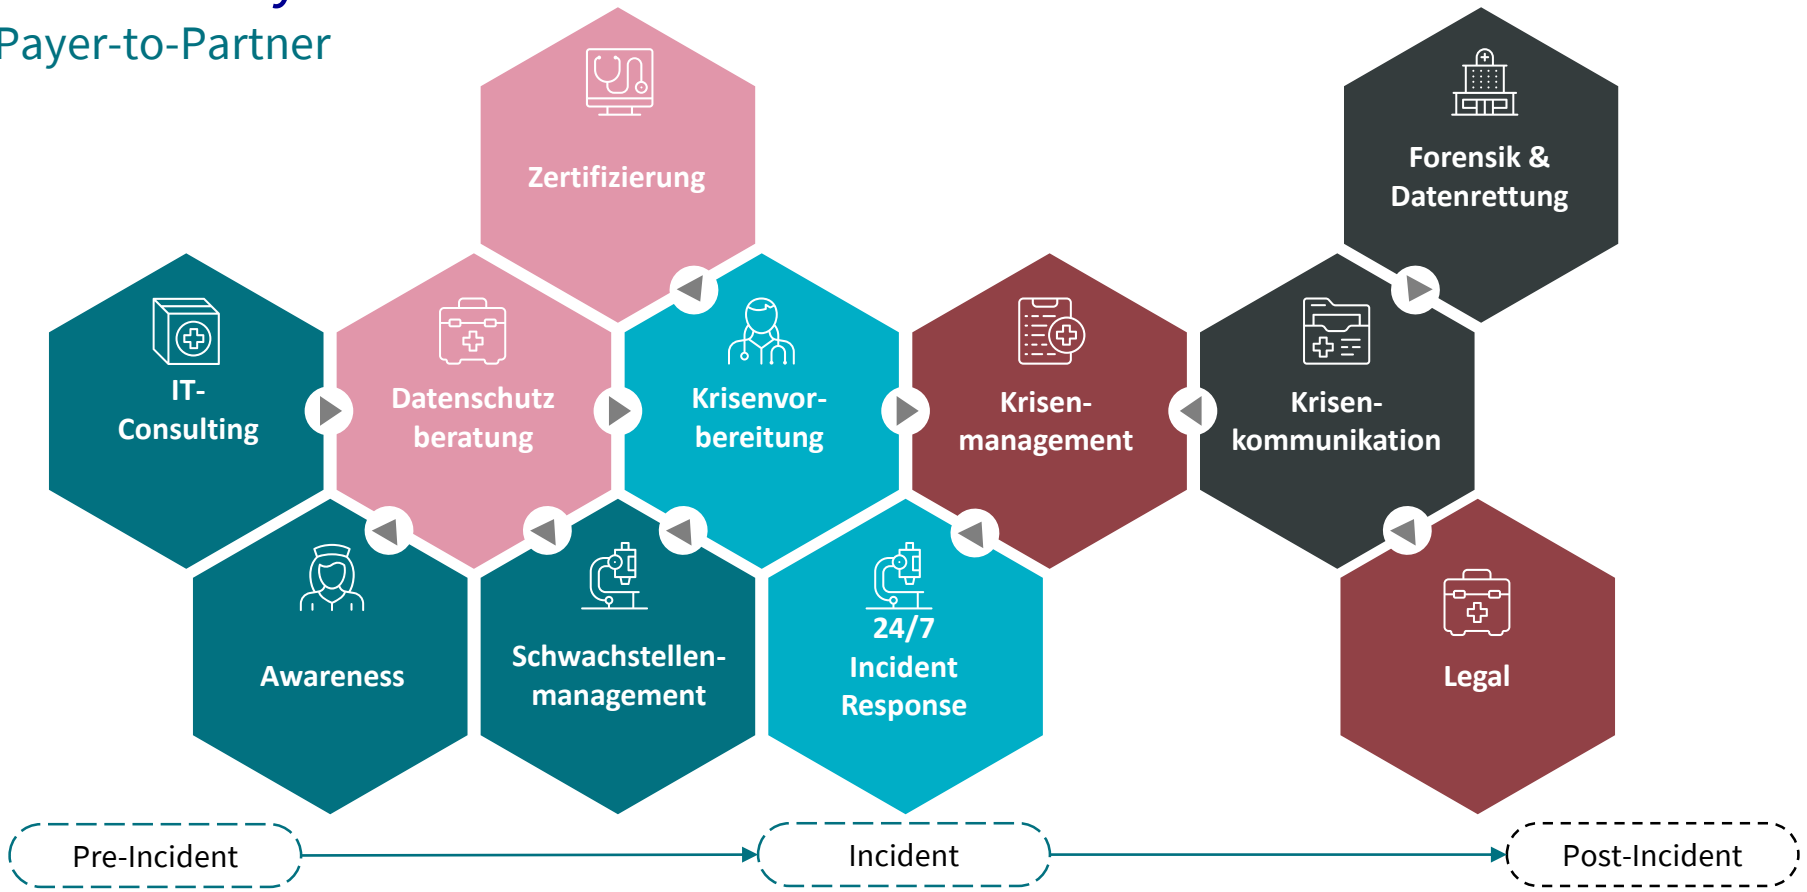 Payer-to-Partner
Zertifizierung
Forensik &
Datenrettung
IT-
Consulting
Datenschutz
beratung
Krisenvor-
bereitung
Krisen-
management
Krisen-
kommunikation
Awareness
Schwachstellen-
management
24/7
Incident
Response
Legal
Pre-Incident
Incident
Post-Incident